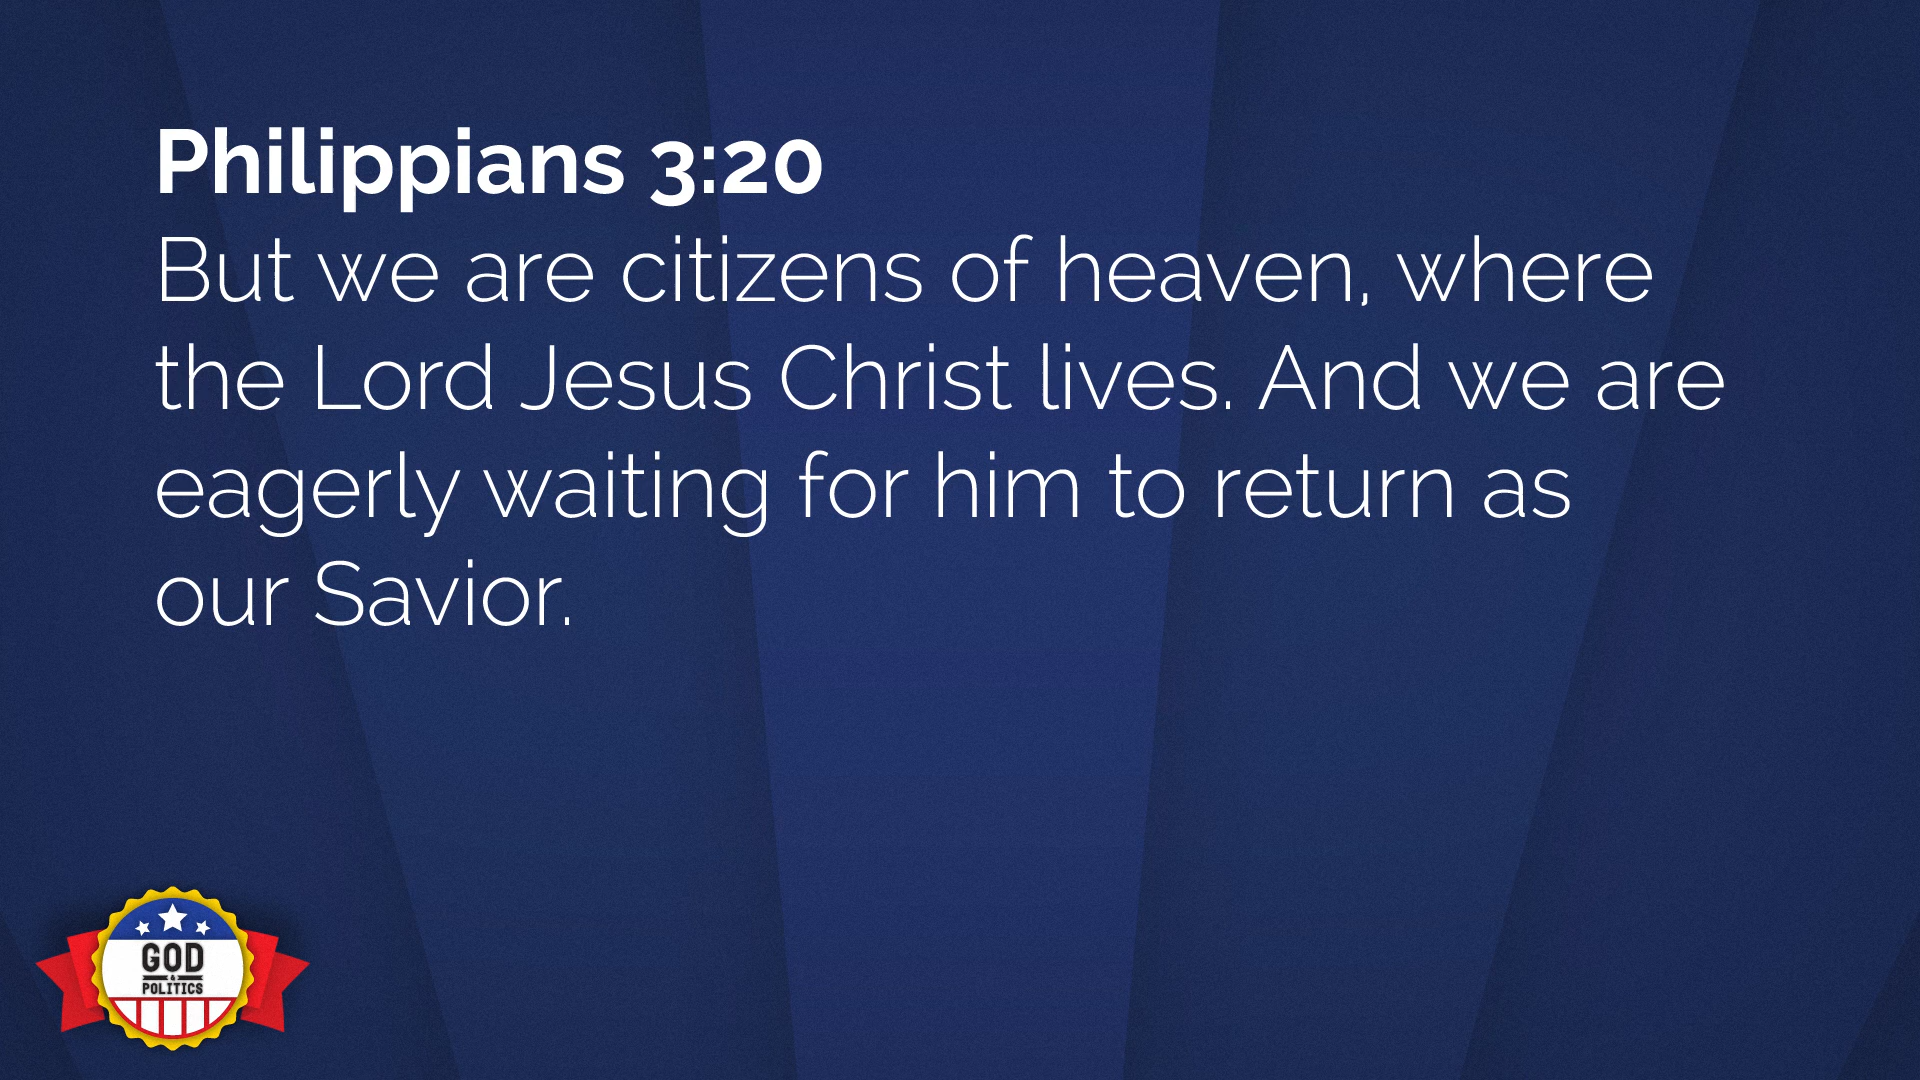 Philippians 3:20
But we are citizens of heaven, where
the Lord Jesus Christ lives. And we are
eagerly waiting for him to return as
our Savior.
GOD
&
POLITICS